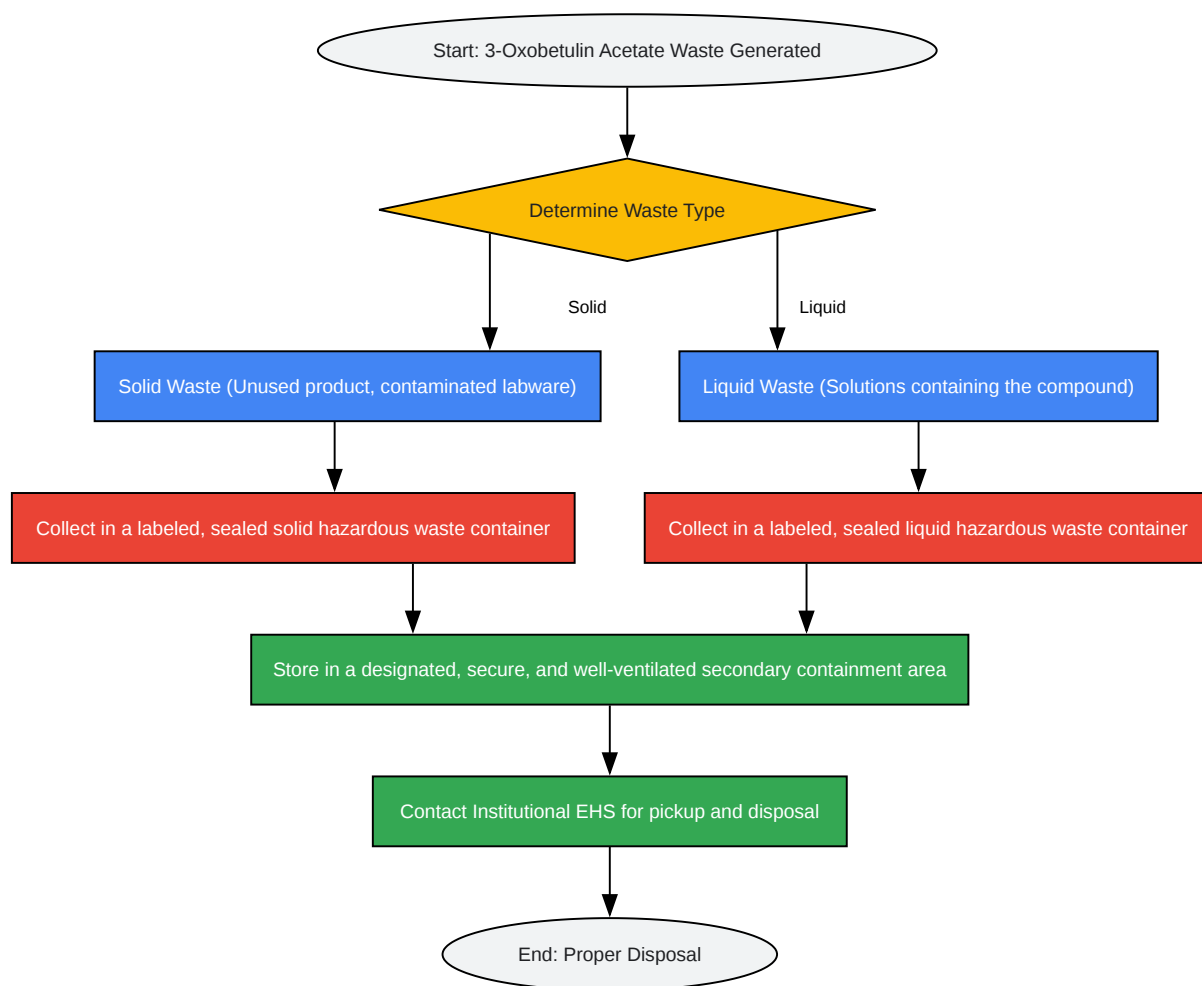 Start: 3-Oxobetulin Acetate Waste Generated
Determine Waste Type
Solid
Liquid
Solid Waste (Unused product, contaminated labware)
Liquid Waste (Solutions containing the compound)
Collect in a labeled, sealed solid hazardous waste container
Collect in a labeled, sealed liquid hazardous waste container
Store in a designated, secure, and well-ventilated secondary containment area
Contact Institutional EHS for pickup and disposal
End: Proper Disposal